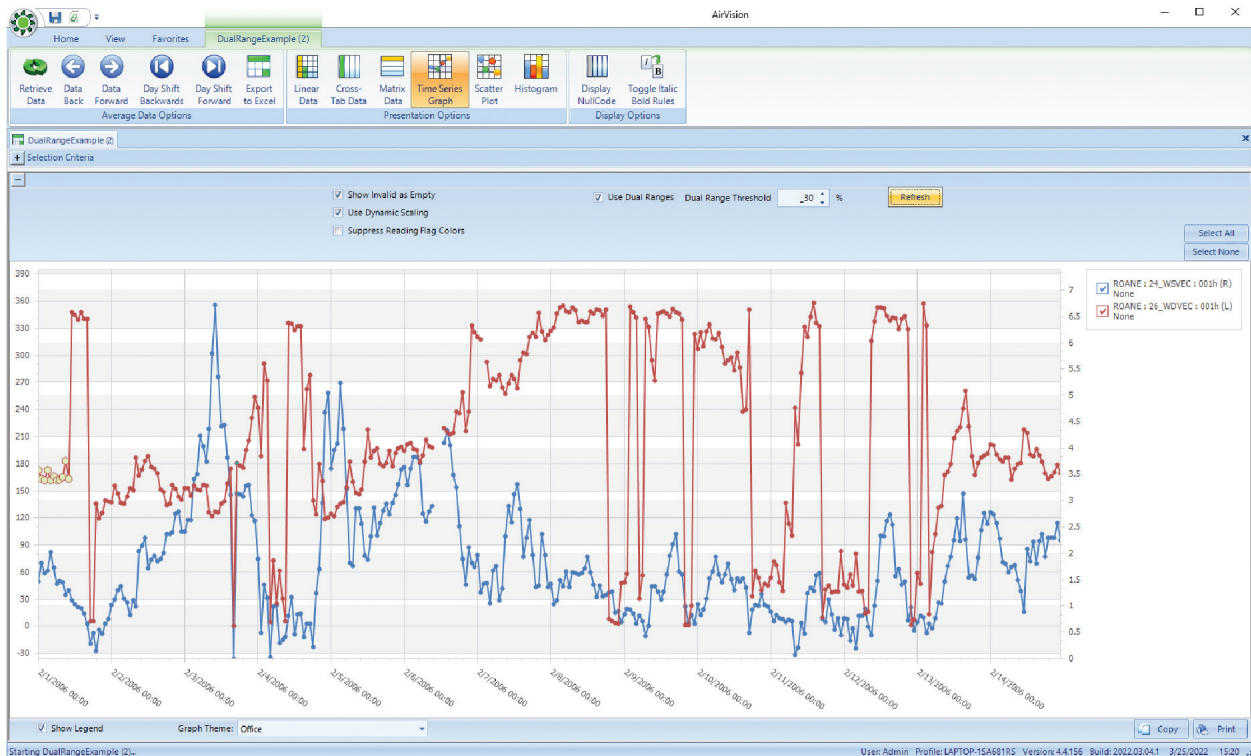 AirVision
Home View Favorites DualRangeExample (2)
Retrieve Data Data Back Data Forward Day Shift Backwards Day Shift Forward Export to Excel Linear Data Cross-Tab Data Matrix Data Time Series Graph Scatter Plot Histogram Display NullCode Toggle Italic Bold Rules
Average Data Options Presentation Options Display Options
DualRangeExample (2)
Selection Criteria
Show Invalid as Empty
Use Dual Ranges Dual Range Threshold _30 % Refresh
Use Dynamic Scaling
Suppress Reading Flag Colors
Select All
Select None
390
360
330
300
270
240
210
180
150
120
90
60
30
0
-30
7
6.5
6
5.5
5
4.5
4
3.5
3
2.5
2
1.5
1
0.5
0
ROANE : 24_WSVEC : 001h (R)
None
ROANE : 26_WDVEC : 001h (L)
None
2/1/2006 00:00
2/2/2006 00:00
2/3/2006 00:00
2/4/2006 00:00
2/5/2006 00:00
2/6/2006 00:00
2/7/2006 00:00
2/8/2006 00:00
2/9/2006 00:00
2/10/2006 00:00
2/11/2006 00:00
2/12/2006 00:00
2/13/2006 00:00
2/14/2006 00:00
Show Legend Graph Theme: Office Copy Print
Starting DualRangeExample (2)... User: Admin Profile: LAPTOP-1SA681RS Version: 4.4.156 Build: 2022.03.04.1 3/25/2022 15:20